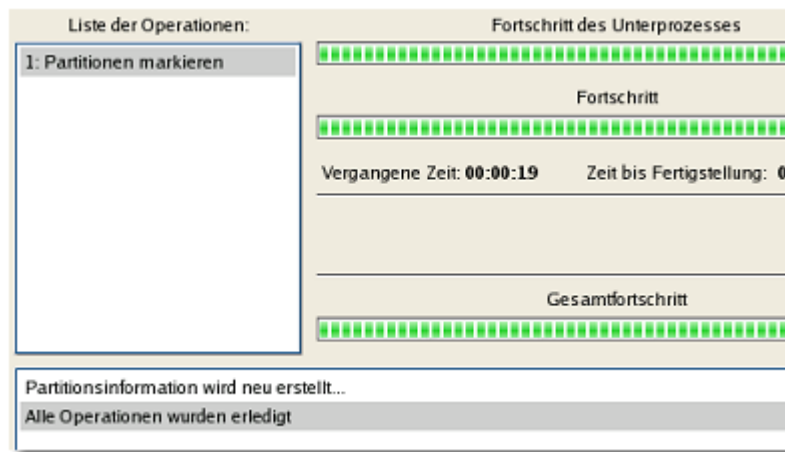 Liste der Operationen:
1: Partitionen markieren
Fortschritt des Unterprozesses
Fortschritt
Vergangene Zeit: 00:00:19 Zeit bis Fertigstellung:
Gesamtfortschritt
Partitionsinformation wird neu erstellt...
Alle Operationen wurden erledigt